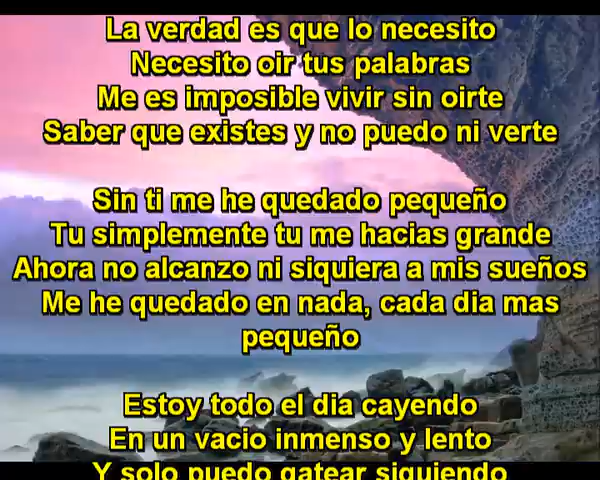 La verdad es que lo necesito
Necesito oir tus palabras
Me es imposible vivir sin oirte
Saber que existes y no puedo ni verte
Sin ti me he quedado pequeño
Tu simplemente tu me hacias grande
Ahora no alcanzo ni siquiera a mis sueños
Me he quedado en nada, cada dia mas
pequeño
Estoy todo el dia cayendo
En un vacio inmenso y lento
Y solo puedo gatear siguiendo